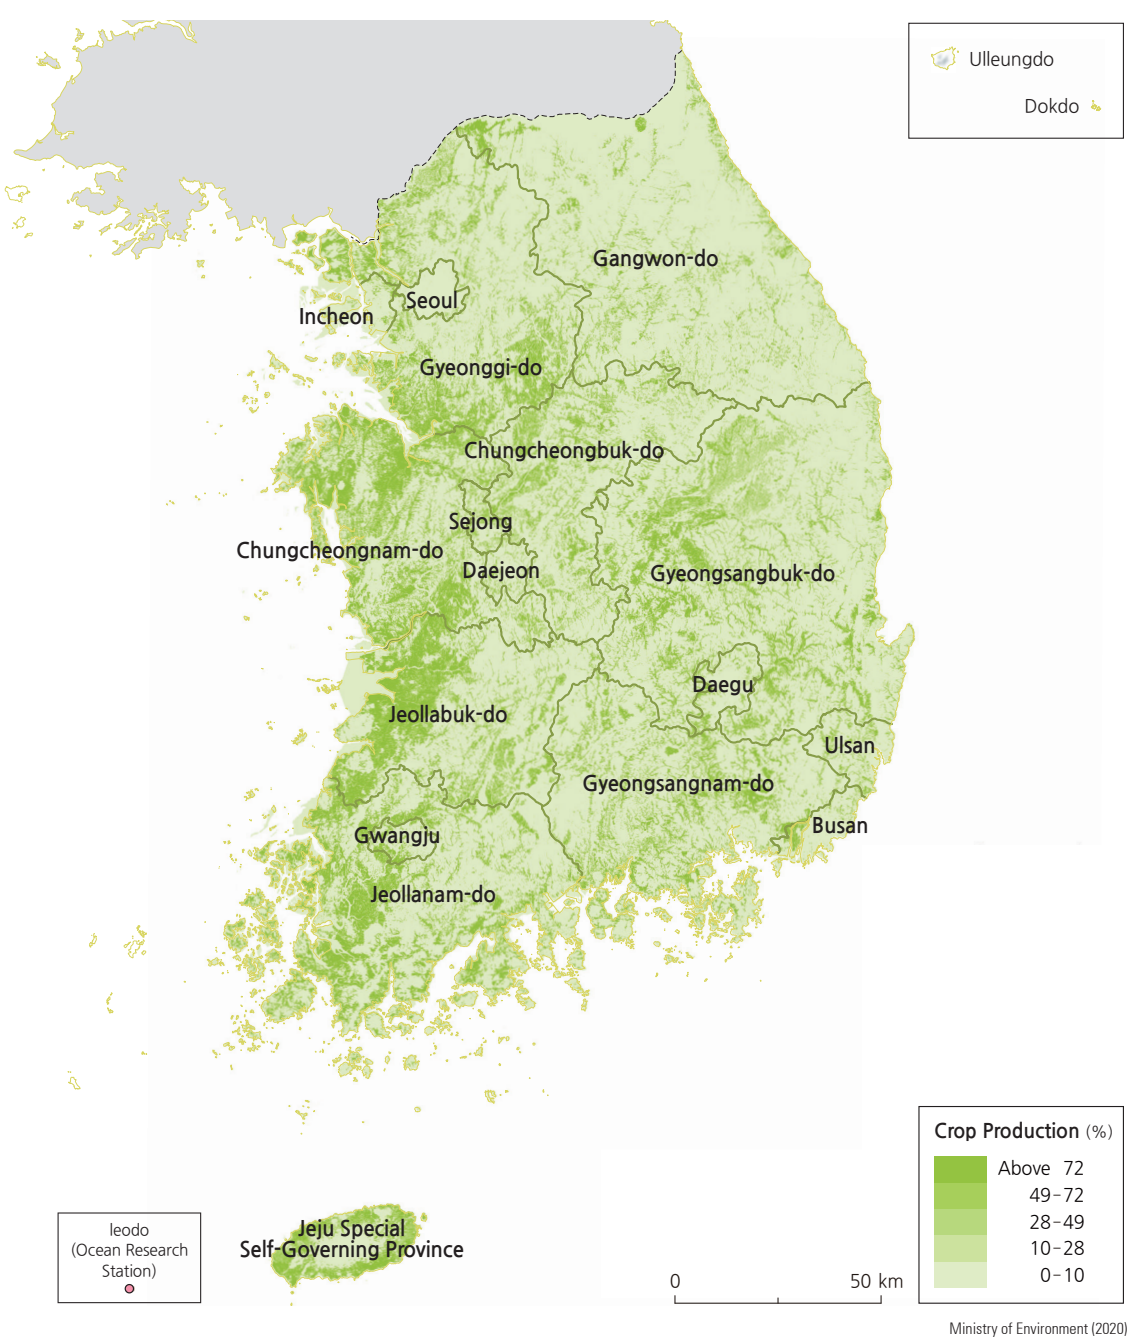 Ulleungdo
Dokdo
Gangwon-do
Seoul
Incheon
Gyeonggi-do
Chungcheongbuk-do
Sejong
Chungcheongnam-do
Daejeon
Gyeongsangbuk-do
Daegu
Jeollabuk-do
Ulsan
Gyeongsangnam-do
Busan
Gwangju
Jeollanam-do
Crop Production (%)
Above 72
49-72
28-49
10-28
0-10
Jeju Special
Self-Governing Province
Ieodo
(Ocean Research
Station)
0 50 km
Ministry of Environment (2020)